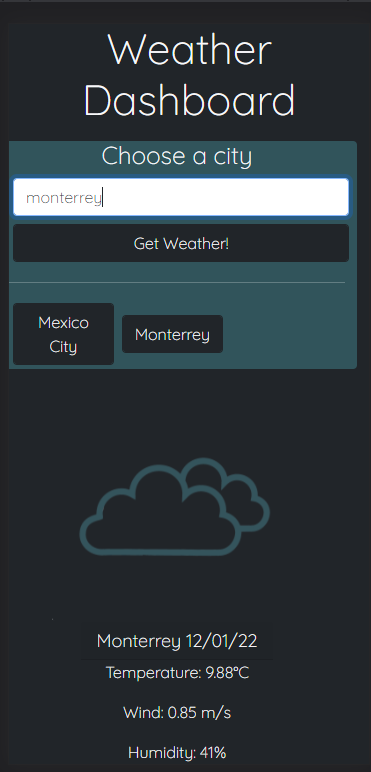 Weather
Dashboard
Choose a city
monterrey
Get Weather!
Mexico
City
Monterrey
Monterrey 12/01/22
Temperature: 9.88°C
Wind: 0.85 m/s
Humidity: 41%